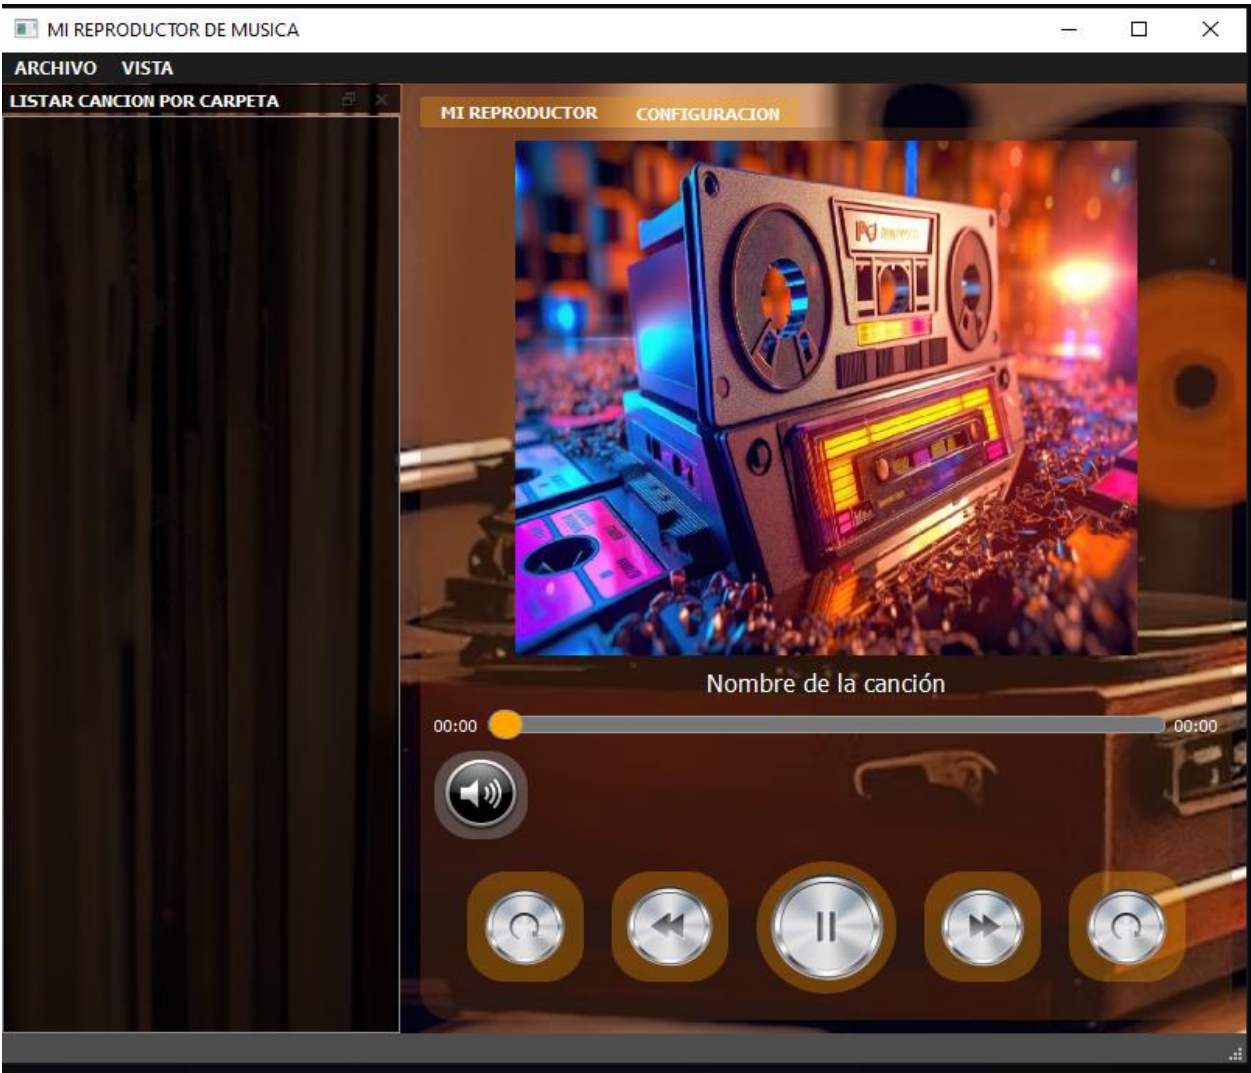 MI REPRODUCTOR DE MUSICA
ARCHIVO VISTA
LISTAR CANCION POR CARPETA
MI REPRODUCTOR CONFIGURACION
Nombre de la canción
00:00 00:00